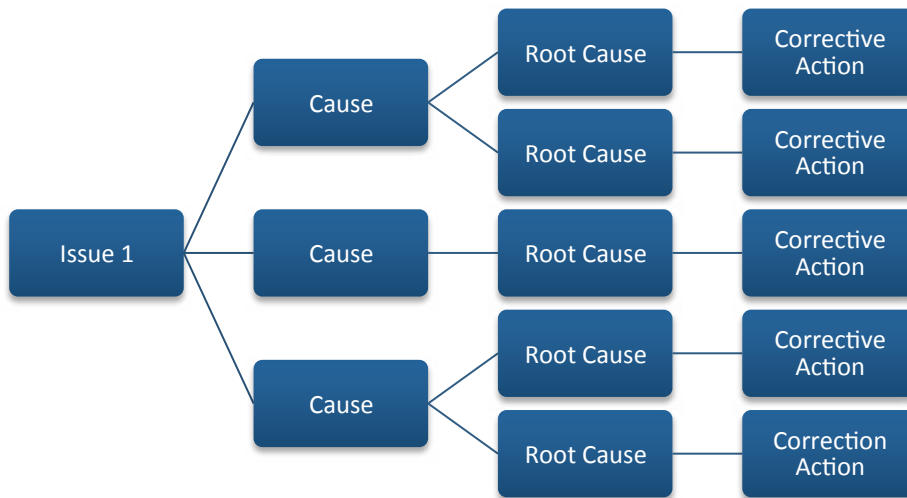 Root Cause
Corrective
Action
Cause
Root Cause
Corrective
Action
Issue 1
Cause
Root Cause
Corrective
Action
Root Cause
Corrective
Action
Cause
Root Cause
Correction
Action